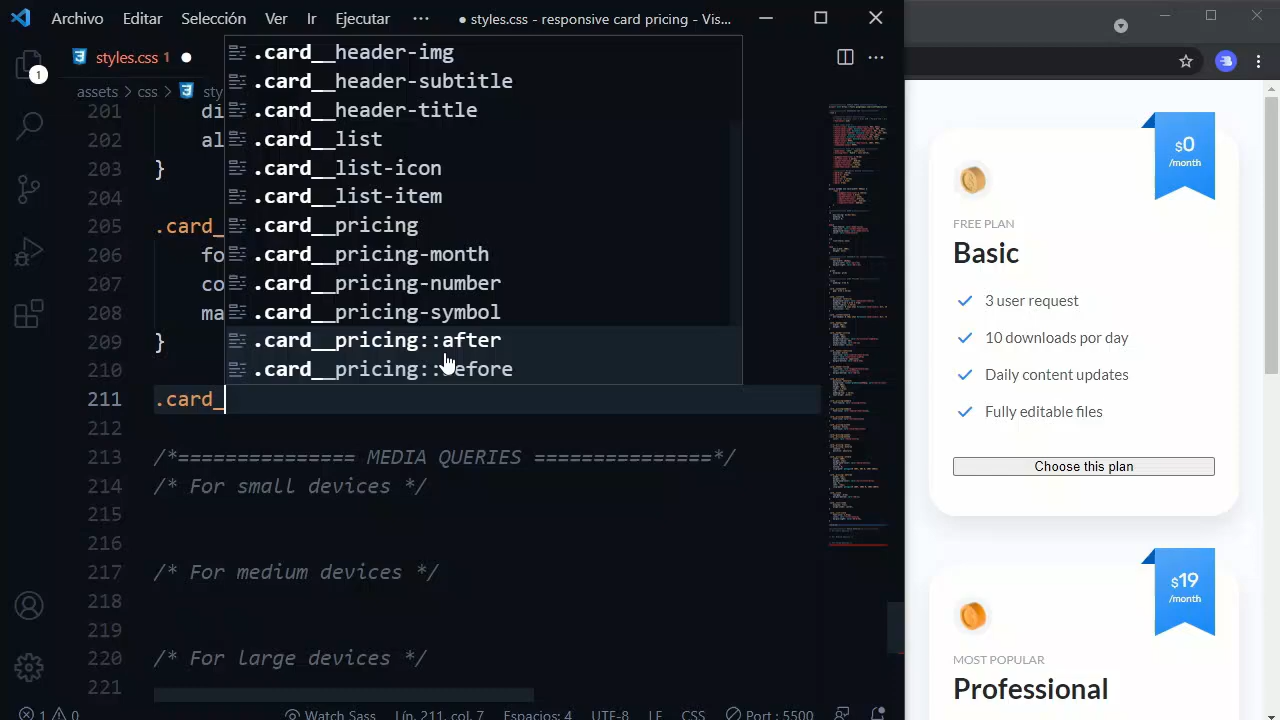 Archivo Editar Selección Ver Ir Ejecutar ··· ● styles.css - responsive card pricing - Vis...
styles.css 1 ●
assets > css > sty
1
.card__header-img
.card__header-subtitle
.card__header-title
.card__list
.card__list-icn
.card__list-item
.card__pricing
.card__pricing-month
.card__pricing-number
.card__pricing-symbol
.card__pricing::after
201 di
202 al
203 }
204
205 .card_
206 fo
207 co
208 ma
209 }
210
211 .card_
212
213 /*=============== MEDIA QUERIES ===============*/
214 /* For small devices */
215
216
217 /* For medium devices */
218
219
220 /* For large devices */
221
1 0 Watch Sass Lín. 211, col. 7 Espacios: 4 UTF-8 LF CSS Port : 5500
$0
/month
FREE PLAN
Basic
3 user request
10 downloads por day
Daily content updates
Fully editable files
Choose this plan
$19
/month
MOST POPULAR
Professional